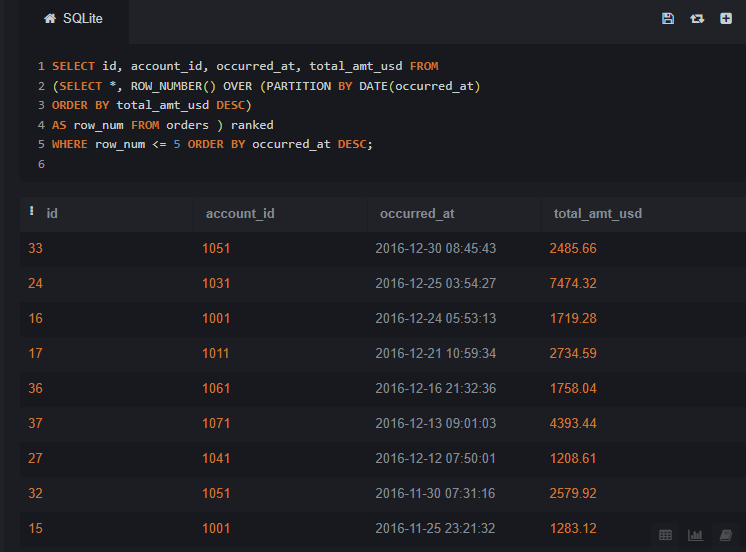 SQLite
1 SELECT id, account_id, occurred_at, total_amt_usd FROM
2 (SELECT *, ROW_NUMBER() OVER (PARTITION BY DATE(occurred_at)
3 ORDER BY total_amt_usd DESC)
4 AS row_num FROM orders ) ranked
5 WHERE row_num <= 5 ORDER BY occurred_at DESC;
6
id account_id occurred_at total_amt_usd
33 1051 2016-12-30 08:45:43 2485.66
24 1031 2016-12-25 03:54:27 7474.32
16 1001 2016-12-24 05:53:13 1719.28
17 1011 2016-12-21 10:59:34 2734.59
36 1061 2016-12-16 21:32:36 1758.04
37 1071 2016-12-13 09:01:03 4393.44
27 1041 2016-12-12 07:50:01 1208.61
32 1051 2016-11-30 07:31:16 2579.92
15 1001 2016-11-25 23:21:32 1283.12